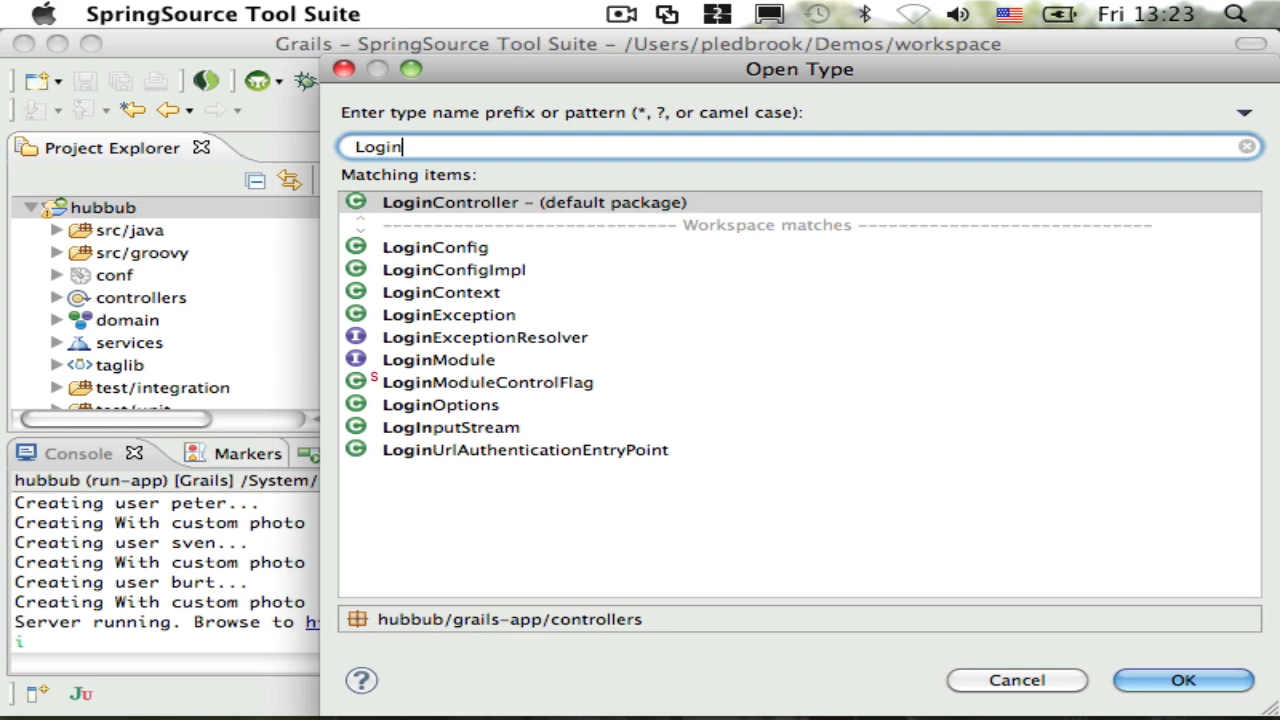 SpringSource Tool Suite
Fri 13:23
Grails – SpringSource Tool Suite – /Users/pledbrook/Demos/workspace
Open Type
Enter type name prefix or pattern (*, ?, or camel case):
Login
Matching items:
LoginController – (default package)
Workspace matches
LoginConfig
LoginConfigImpl
LoginContext
LoginException
LoginExceptionResolver
LoginModule
S LoginModuleControlFlag
LoginOptions
LogInputStream
LoginUrlAuthenticationEntryPoint
hubbub/grails-app/controllers
Cancel
OK
Project Explorer
hubbub
src/java
src/groovy
conf
controllers
domain
services
taglib
test/integration
Console
Markers
hubbub (run-app) [Grails] /System/
Creating user peter...
Creating With custom photo
Creating user sven...
Creating With custom photo
Creating user burt...
Creating With custom photo
Server running. Browse to h
i
Ju